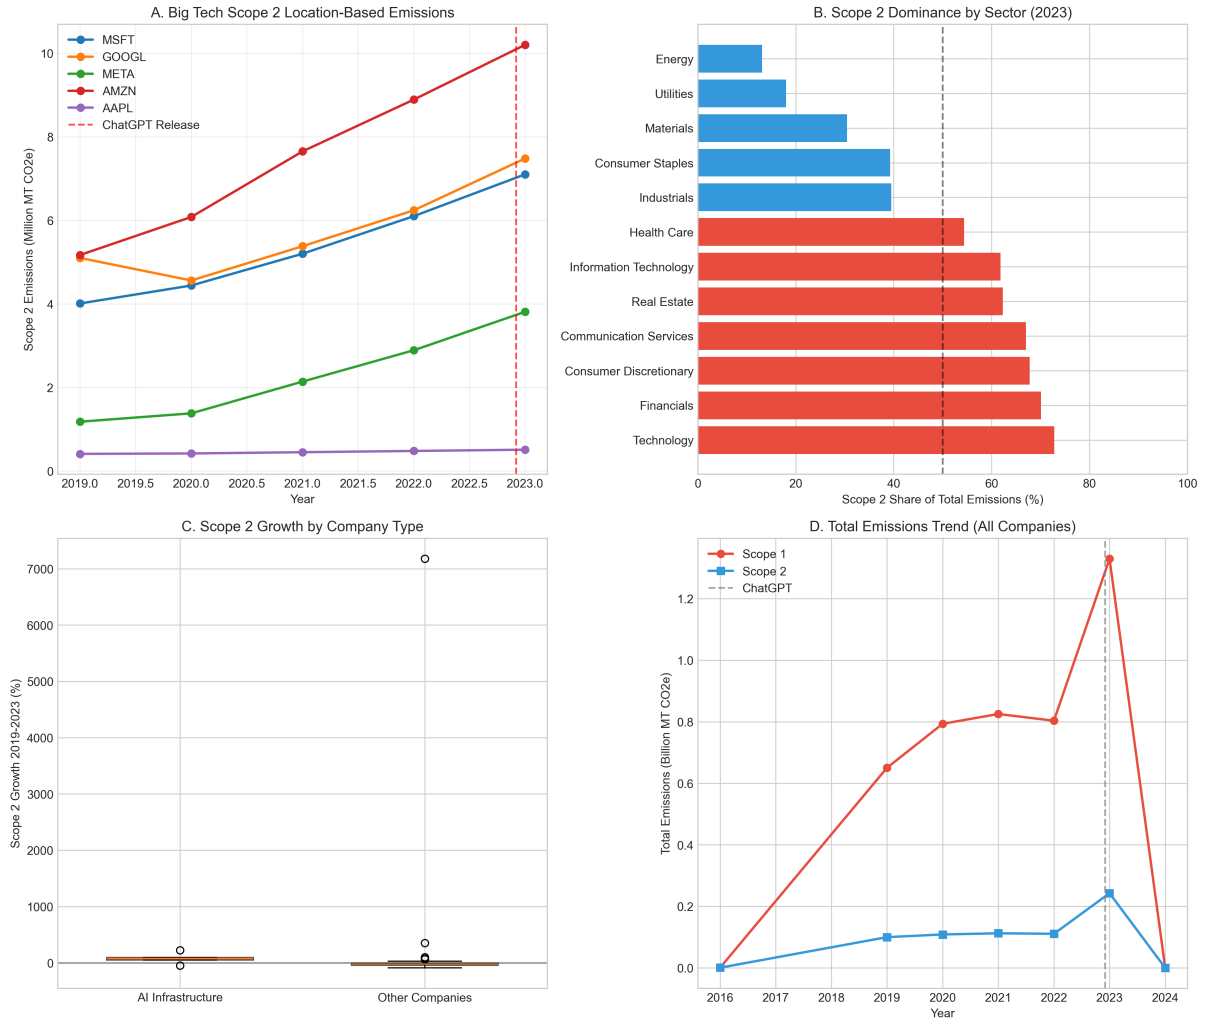 A. Big Tech Scope 2 Location-Based Emissions
MSFT
GOOGL
META
AMZN
AAPL
ChatGPT Release
Scope 2 Emissions (Million MT CO2e)
10
8
6
4
2
0
2019.0 2019.5 2020.0 2020.5 2021.0 2021.5 2022.0 2022.5 2023.0
Year
B. Scope 2 Dominance by Sector (2023)
Energy
Utilities
Materials
Consumer Staples
Industrials
Health Care
Information Technology
Real Estate
Communication Services
Consumer Discretionary
Financials
Technology
0 20 40 60 80 100
Scope 2 Share of Total Emissions (%)
C. Scope 2 Growth by Company Type
Scope 2 Growth 2019-2023 (%)
7000
6000
5000
4000
3000
2000
1000
0
AI Infrastructure Other Companies
D. Total Emissions Trend (All Companies)
Scope 1
Scope 2
ChatGPT
Total Emissions (Billion MT CO2e)
1.2
1.0
0.8
0.6
0.4
0.2
0.0
2016 2017 2018 2019 2020 2021 2022 2023 2024
Year